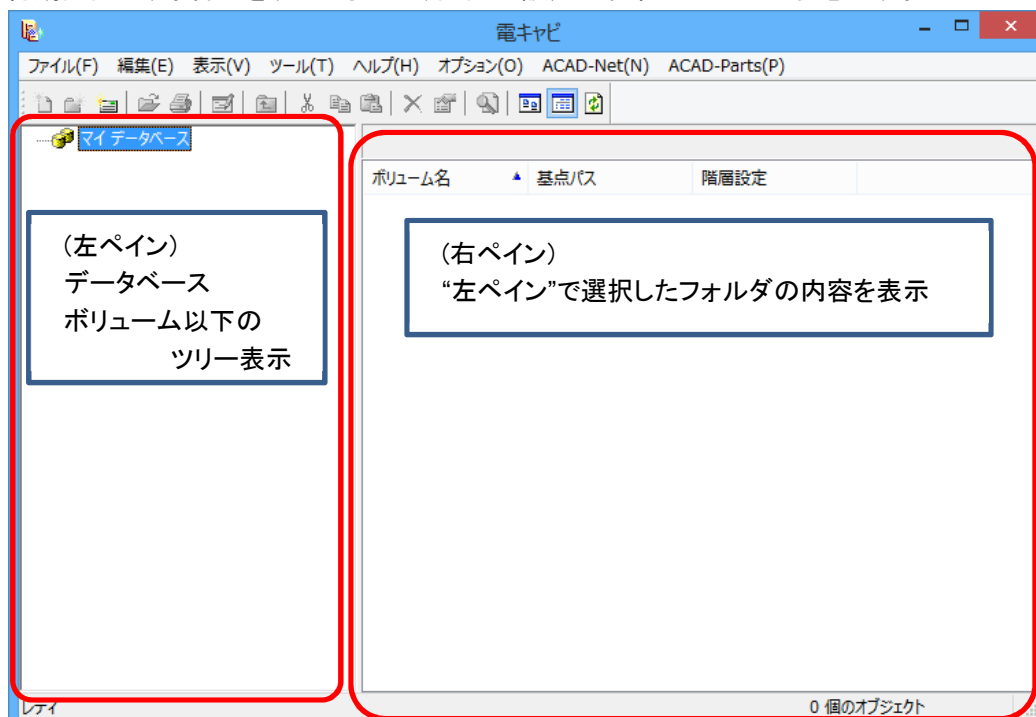 電キャビ
ファイル(F) 編集(E) 表示(V) ツール(T) ヘルプ(H) オプション(O) ACAD-Net(N) ACAD-Parts(P)
マイ データベース
ボリューム名 基点パス 階層設定
（左ペイン）
データベース
ボリューム以下の
ツリー表示
（右ペイン）
“左ペイン”で選択したフォルダの内容を表示
レディ
0 個のオブジェクト